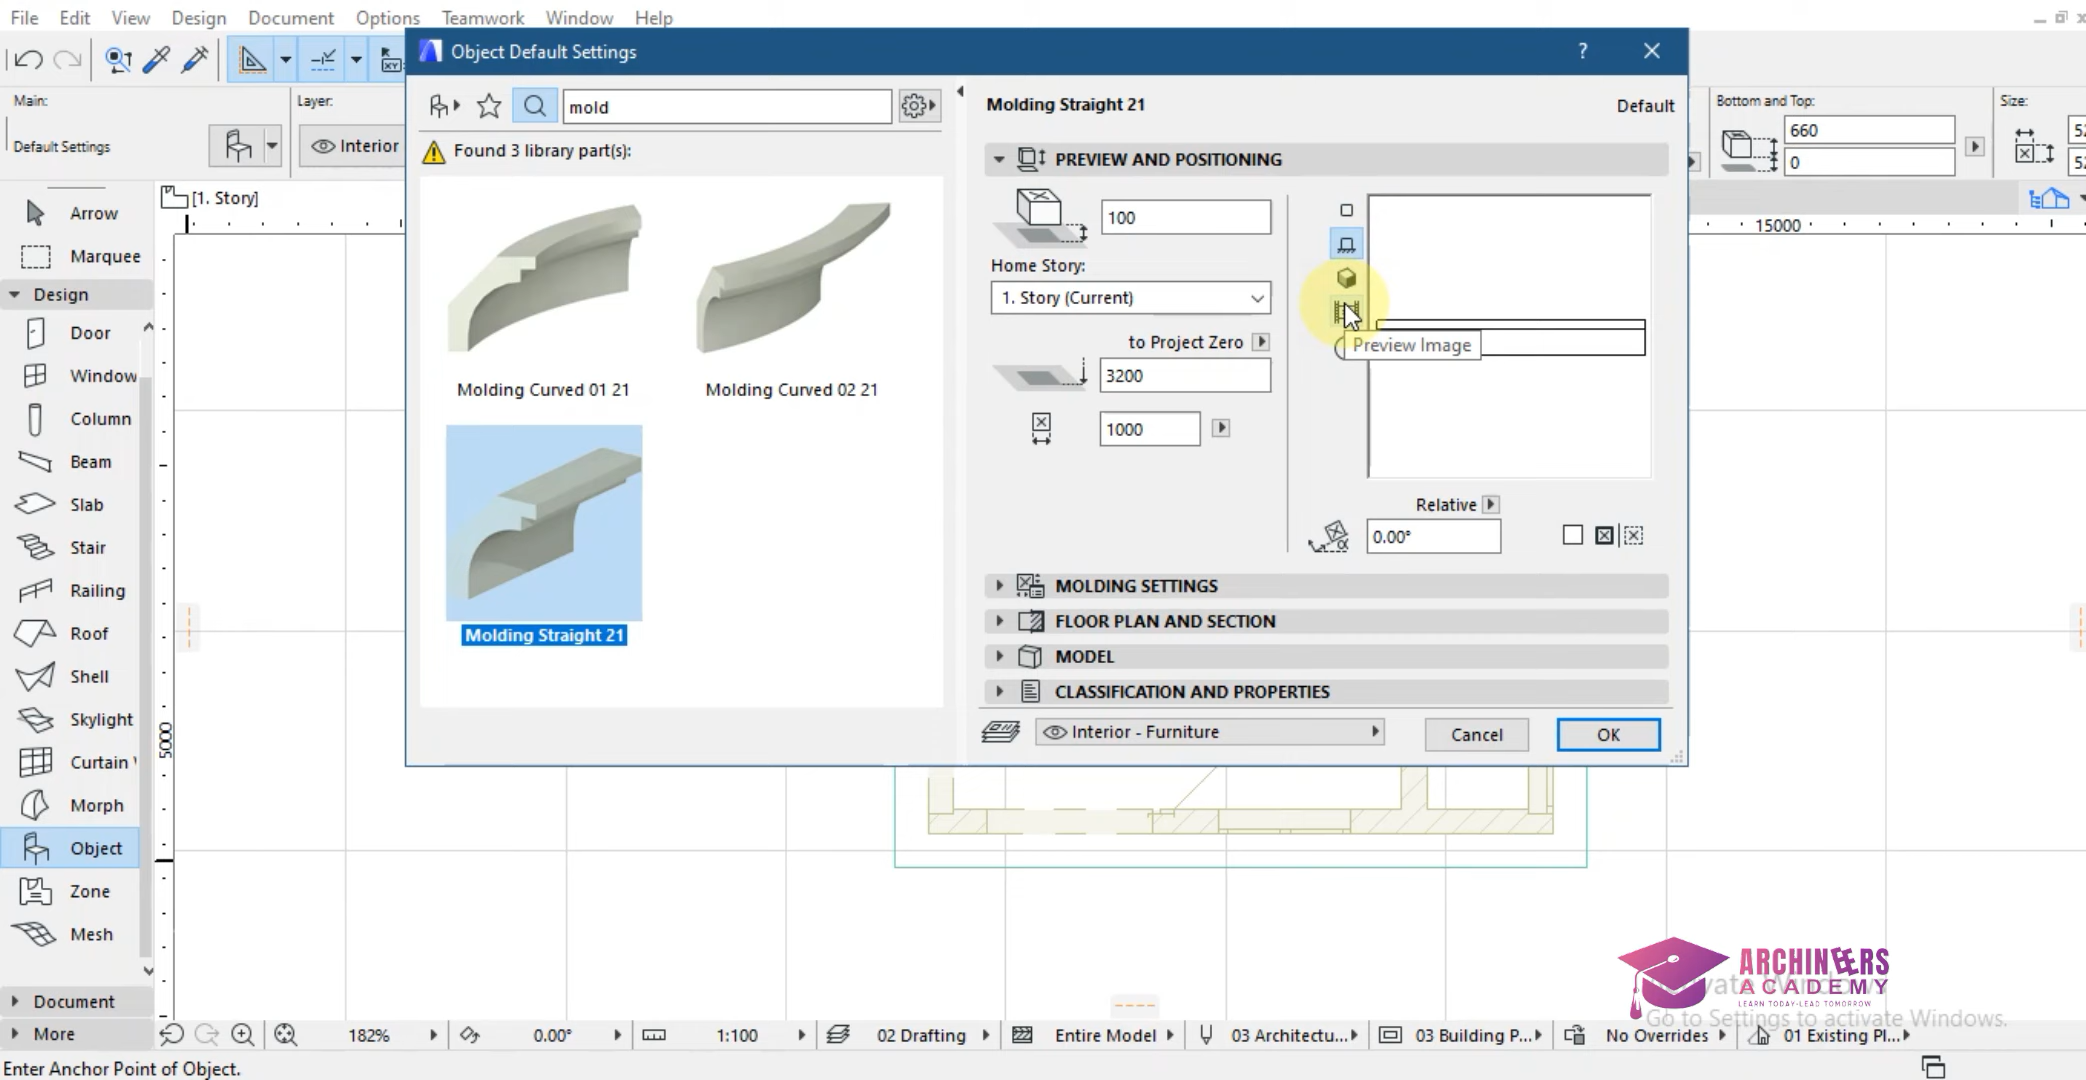 File Edit View Design Document Options Teamwork Window Help
Object Default Settings
?
Main:
Layer:
Default Settings
Interior
mold
Found 3 library part(s):
Molding Curved 01 21
Molding Curved 02 21
Molding Straight 21
Molding Straight 21
Default
PREVIEW AND POSITIONING
100
Home Story:
1. Story (Current)
to Project Zero
3200
1000
Preview Image
Relative
0.00°
MOLDING SETTINGS
FLOOR PLAN AND SECTION
MODEL
CLASSIFICATION AND PROPERTIES
Interior - Furniture
Cancel
OK
Bottom and Top:
660
0
Size:
[1. Story]
15000
5000
Arrow
Marquee
Design
Door
Window
Column
Beam
Slab
Stair
Railing
Roof
Shell
Skylight
Curtain
Morph
Object
Zone
Mesh
Document
More
182%
0.00°
1:100
02 Drafting
Entire Model
03 Architectu...
03 Building P...
No Overrides
01 Existing Pl...
Enter Anchor Point of Object.
ARCHINEERS
ACADEMY
LEARN TODAY-LEAD TOMORROW
Go to Settings to activate Windows.